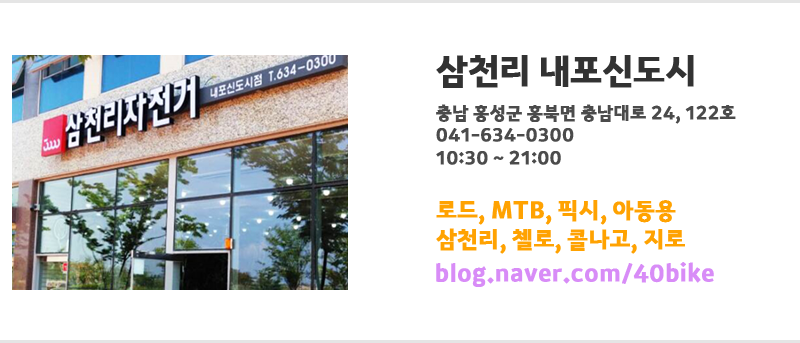 삼천리자전거
내포신도시점 T.634-0300
삼천리 내포신도시
충남 홍성군 홍북면 충남대로 24, 122호
041-634-0300
10:30 ~ 21:00
로드, MTB, 픽시, 아동용
삼천리, 첼로, 콜나고, 지로
blog.naver.com/40bike